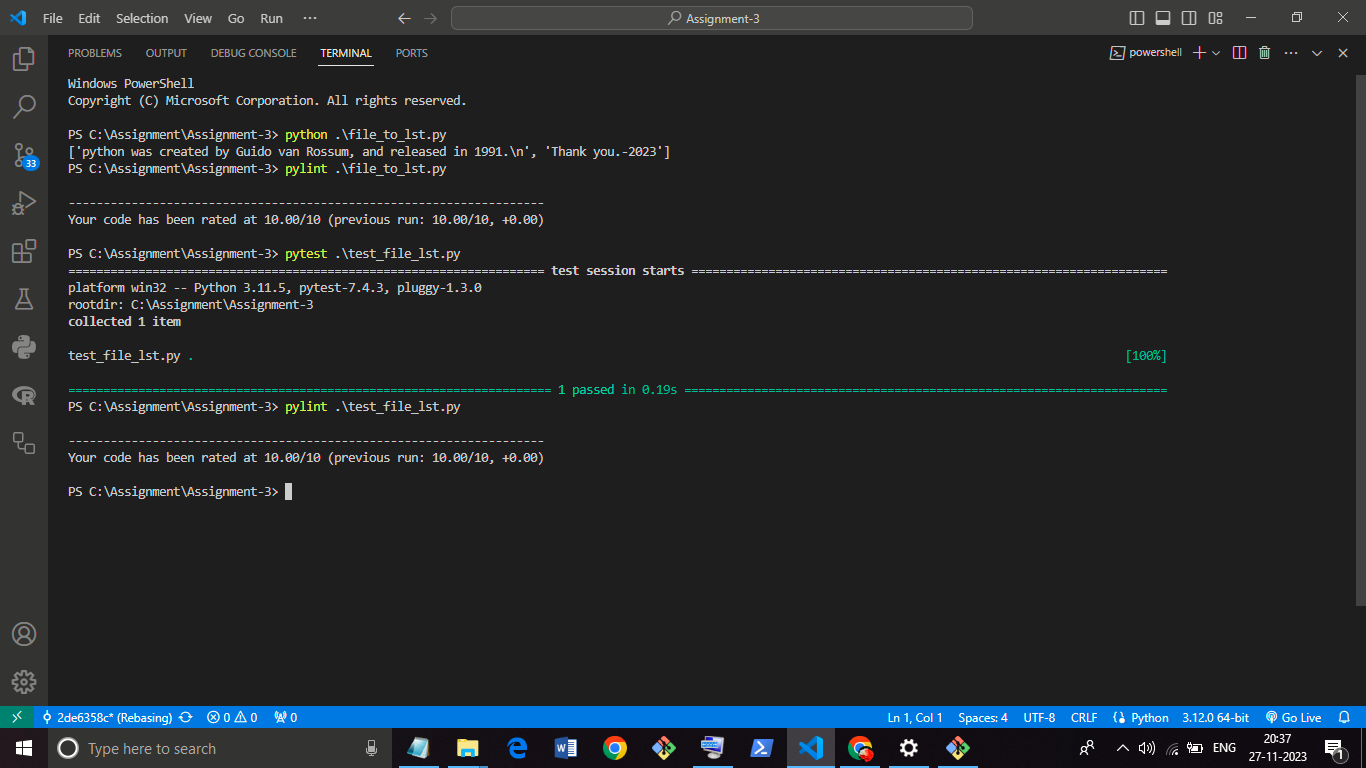 File Edit Selection View Go Run ··· Assignment-3
PROBLEMS OUTPUT DEBUG CONSOLE TERMINAL PORTS powershell
Windows PowerShell
Copyright (C) Microsoft Corporation. All rights reserved.
PS C:\Assignment\Assignment-3> python .\file_to_lst.py
['python was created by Guido van Rossum, and released in 1991.\n', 'Thank you.-2023']
PS C:\Assignment\Assignment-3> pylint .\file_to_lst.py
--------------------------------------------------------------------
Your code has been rated at 10.00/10 (previous run: 10.00/10, +0.00)
PS C:\Assignment\Assignment-3> pytest .\test_file_lst.py
==================================================================== test session starts ====================================================================
platform win32 -- Python 3.11.5, pytest-7.4.3, pluggy-1.3.0
rootdir: C:\Assignment\Assignment-3
collected 1 item
test_file_lst.py . [100%]
===================================================================== 1 passed in 0.19s =====================================================================
PS C:\Assignment\Assignment-3> pylint .\test_file_lst.py
--------------------------------------------------------------------
Your code has been rated at 10.00/10 (previous run: 10.00/10, +0.00)
PS C:\Assignment\Assignment-3>
33
2de6358c* (Rebasing) 0 0 0 Ln 1, Col 1 Spaces: 4 UTF-8 CRLF Python 3.12.0 64-bit Go Live
Type here to search ENG 20:37
27-11-2023 1